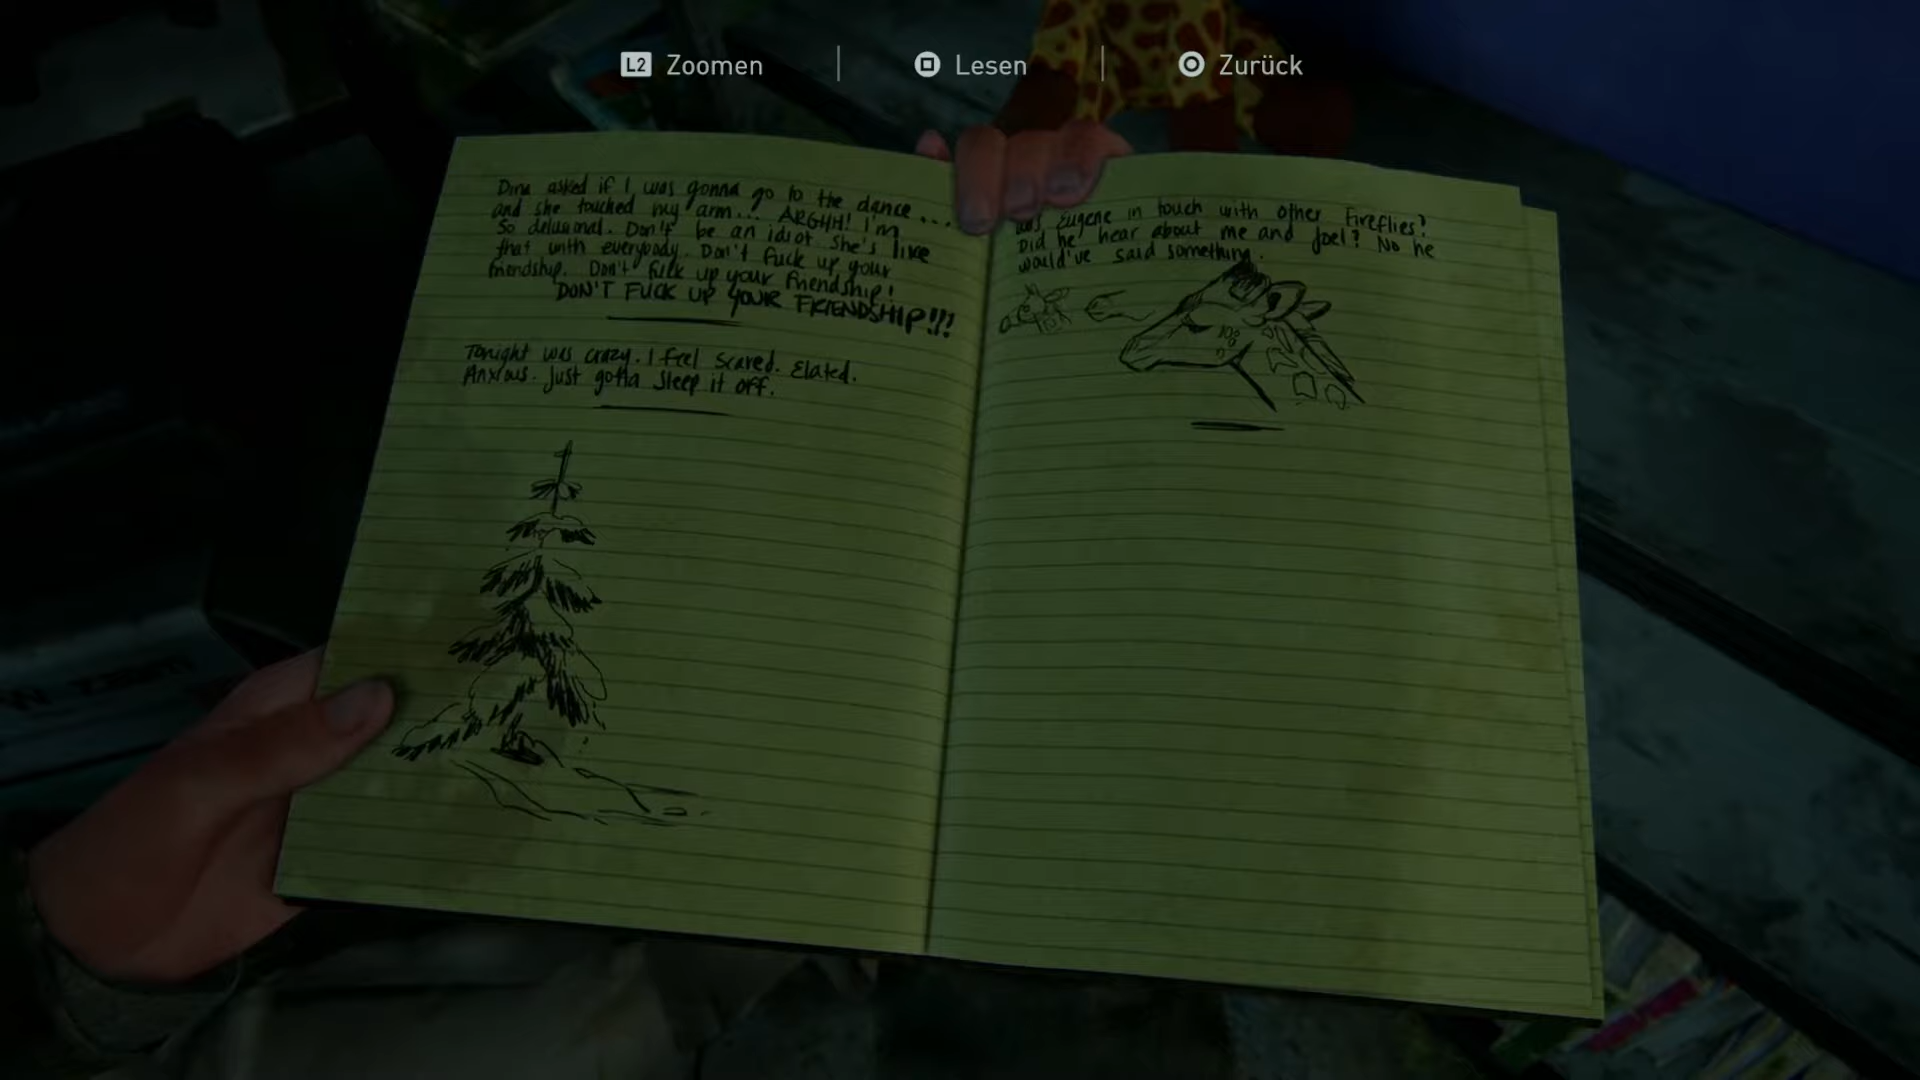 L2 Zoomen
Lesen
Zurück
Dina asked if I was gonna go to the dance...
and she touched my arm... ARGHH! I'm
so delusional. Don't be an idiot she's like
that with everybody. Don't fuck up your
friendship. Don't fuck up your friendship!
DON'T FUCK UP YOUR FRIENDSHIP!!!
Tonight was crazy. I feel scared. Elated.
Anxious. Just gotta sleep it off.
Was Eugene in touch with other Fireflies?
Did he hear about me and Joel? No he
would've said something.